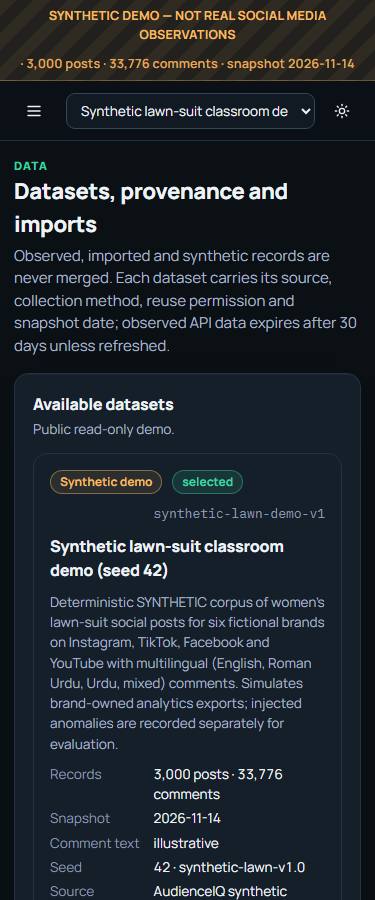 SYNTHETIC DEMO — NOT REAL SOCIAL MEDIA
OBSERVATIONS
· 3,000 posts · 33,776 comments · snapshot 2026-11-14
Synthetic lawn-suit classroom de
DATA
Datasets, provenance and
imports
Observed, imported and synthetic records are
never merged. Each dataset carries its source,
collection method, reuse permission and
snapshot date; observed API data expires after 30
days unless refreshed.
Available datasets
Public read-only demo.
Synthetic demo selected
synthetic-lawn-demo-v1
Synthetic lawn-suit classroom
demo (seed 42)
Deterministic SYNTHETIC corpus of women's
lawn-suit social posts for six fictional brands
on Instagram, TikTok, Facebook and
YouTube with multilingual (English, Roman
Urdu, Urdu, mixed) comments. Simulates
brand-owned analytics exports; injected
anomalies are recorded separately for
evaluation.
Records 3,000 posts · 33,776
comments
Snapshot 2026-11-14
Comment text illustrative
Seed 42 · synthetic-lawn-v1.0
Source AudienceIQ synthetic